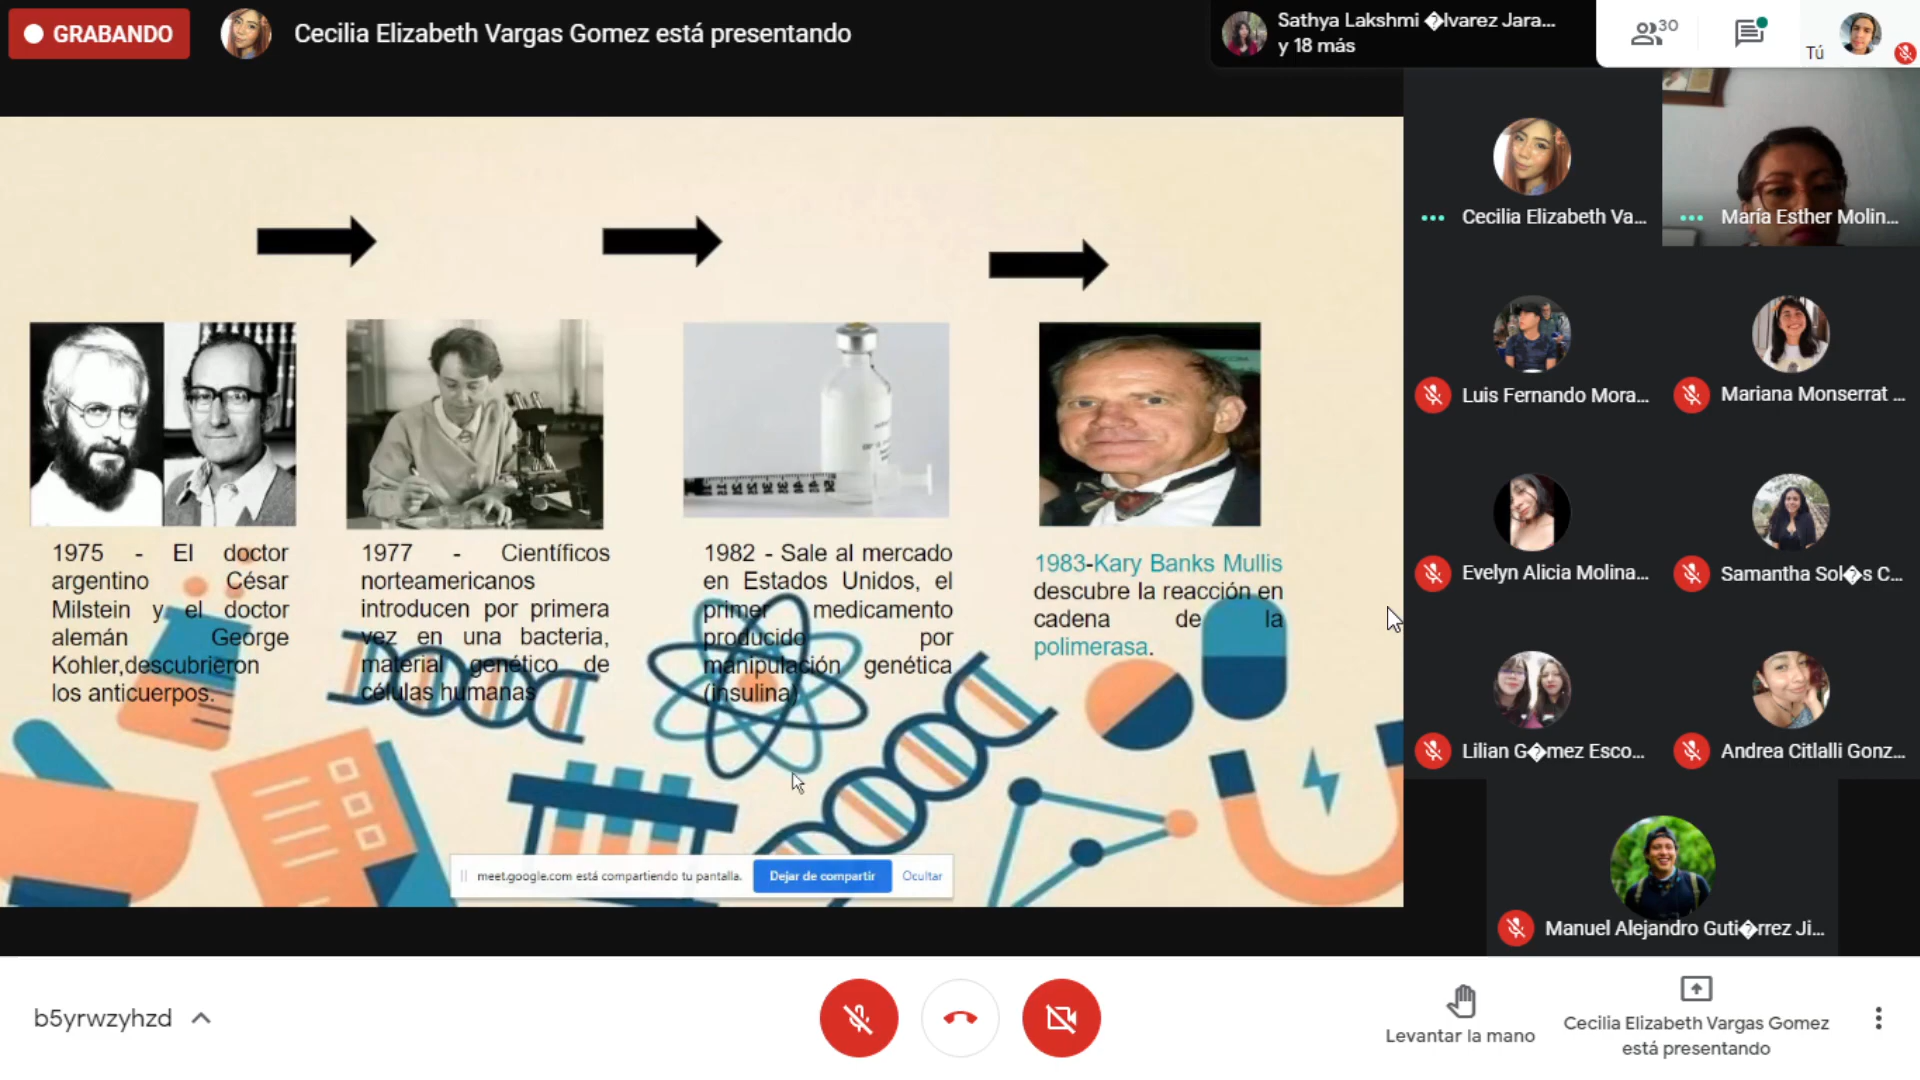 GRABANDO
Cecilia Elizabeth Vargas Gomez está presentando
Sathya Lakshmi �lvarez Jara...
y 18 más
30
Tú
Cecilia Elizabeth Va...
María Esther Molin...
Luis Fernando Mora...
Mariana Monserrat ...
Evelyn Alicia Molina...
Samantha Sol�s C...
Lilian G�mez Esco...
Andrea Citlalli Gonz...
Manuel Alejandro Guti�rrez Ji...
1975 - El doctor
argentino César
Milstein y el doctor
alemán George
Kohler,descubrieron
los anticuerpos.
1977 - Científicos
norteamericanos
introducen por primera
vez en una bacteria,
material genético de
células humanas
1982 - Sale al mercado
en Estados Unidos, el
primer medicamento
producido por
manipulación genética
(insulina)
1983-Kary Banks Mullis
descubre la reacción en
cadena de la
polimerasa.
meet.google.com está compartiendo tu pantalla.
Dejar de compartir
Ocultar
b5yrwzyhzd
Levantar la mano
Cecilia Elizabeth Vargas Gomez
está presentando